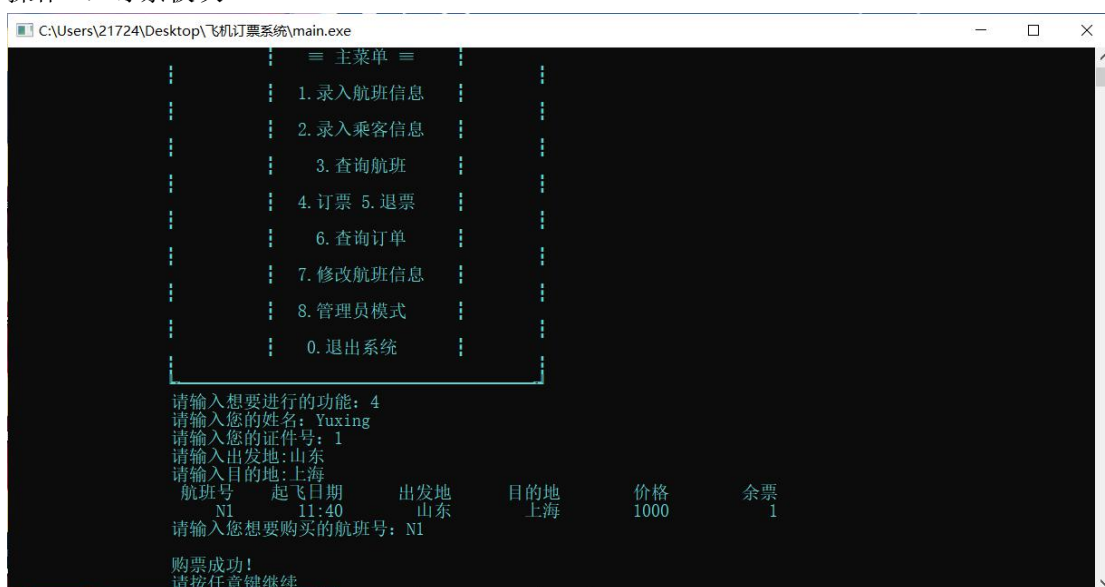 C:\Users\21724\Desktop\飞机订票系统\main.exe
═ 主菜单 ═
1.录入航班信息
2.录入乘客信息
3.查询航班
4.订票 5.退票
6.查询订单
7.修改航班信息
8.管理员模式
0.退出系统
请输入想要进行的功能: 4
请输入您的姓名: Yuxing
请输入您的证件号: 1
请输入出发地:山东
请输入目的地:上海
航班号 起飞日期 出发地 目的地 价格 余票
N1 11:40 山东 上海 1000 1
请输入您想要购买的航班号: N1
购票成功!
请按任意键继续